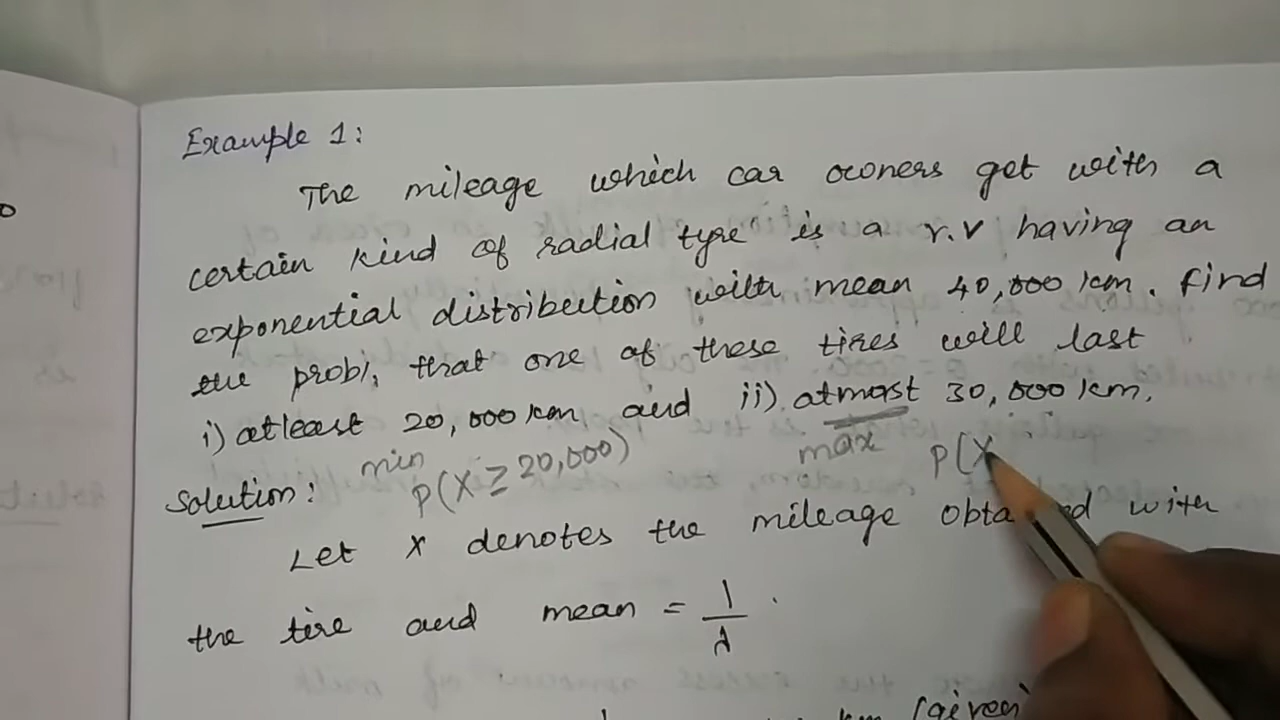 Example 1:
The mileage which car owners get with a
certain kind of radial tyre is a r.v having an
exponential distribution with mean 40,000 km. Find
the probl. that one of these tires will last
i) atleast 20,000 km and ii) atmost 30,000 km.
min P(X ≥ 20,000) max P(X
Solution:
Let X denotes the mileage with
the tire and mean = 1/λ.
km (given)